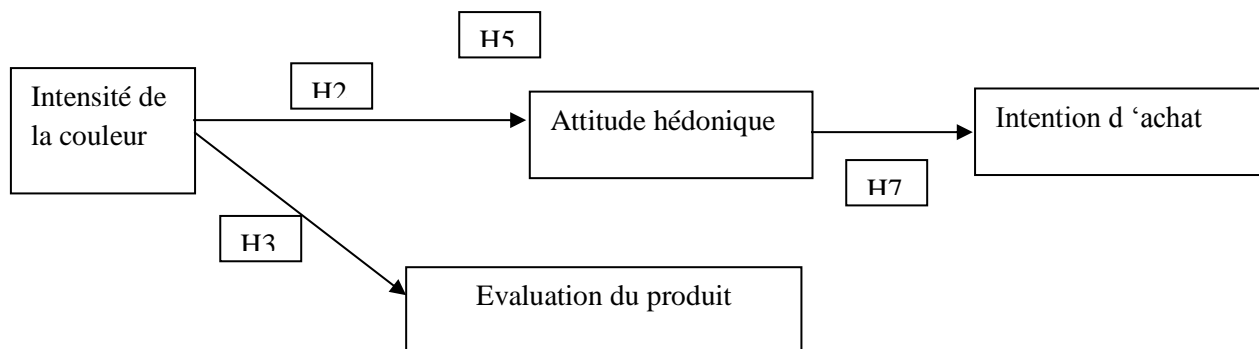 H5
H2
Intensité de
la couleur
Attitude hédonique
Intention d ‘achat
H7
H3
Evaluation du produit